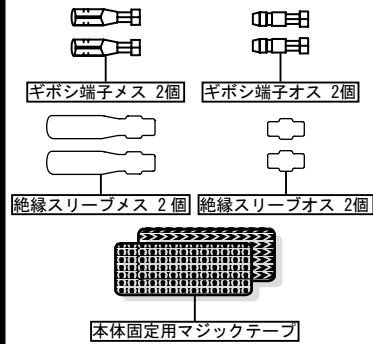 ギボシ端子メス 2個
ギボシ端子オス 2個
絶縁スリーブメス 2個
絶縁スリーブオス 2個
本体固定用マジックテープ